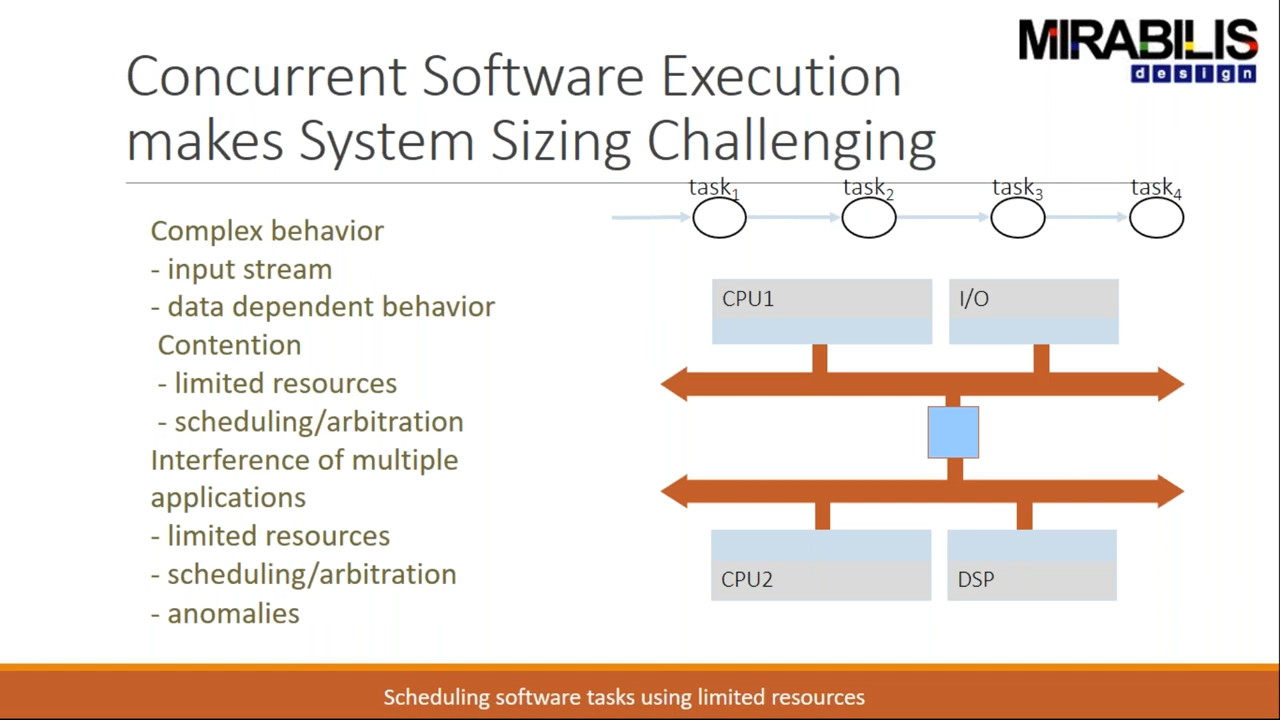 MIRABILIS
design
Concurrent Software Execution
makes System Sizing Challenging
task1 task2 task3 task4
Complex behavior
- input stream
- data dependent behavior
Contention
- limited resources
- scheduling/arbitration
Interference of multiple
applications
- limited resources
- scheduling/arbitration
- anomalies
CPU1 I/O
CPU2 DSP
Scheduling software tasks using limited resources